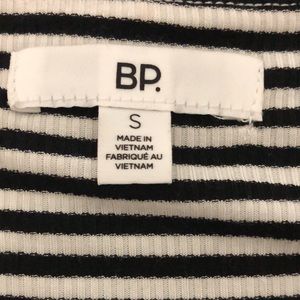 BP.
S
MADE IN
VIETNAM
FABRIQUÉ AU
VIETNAM